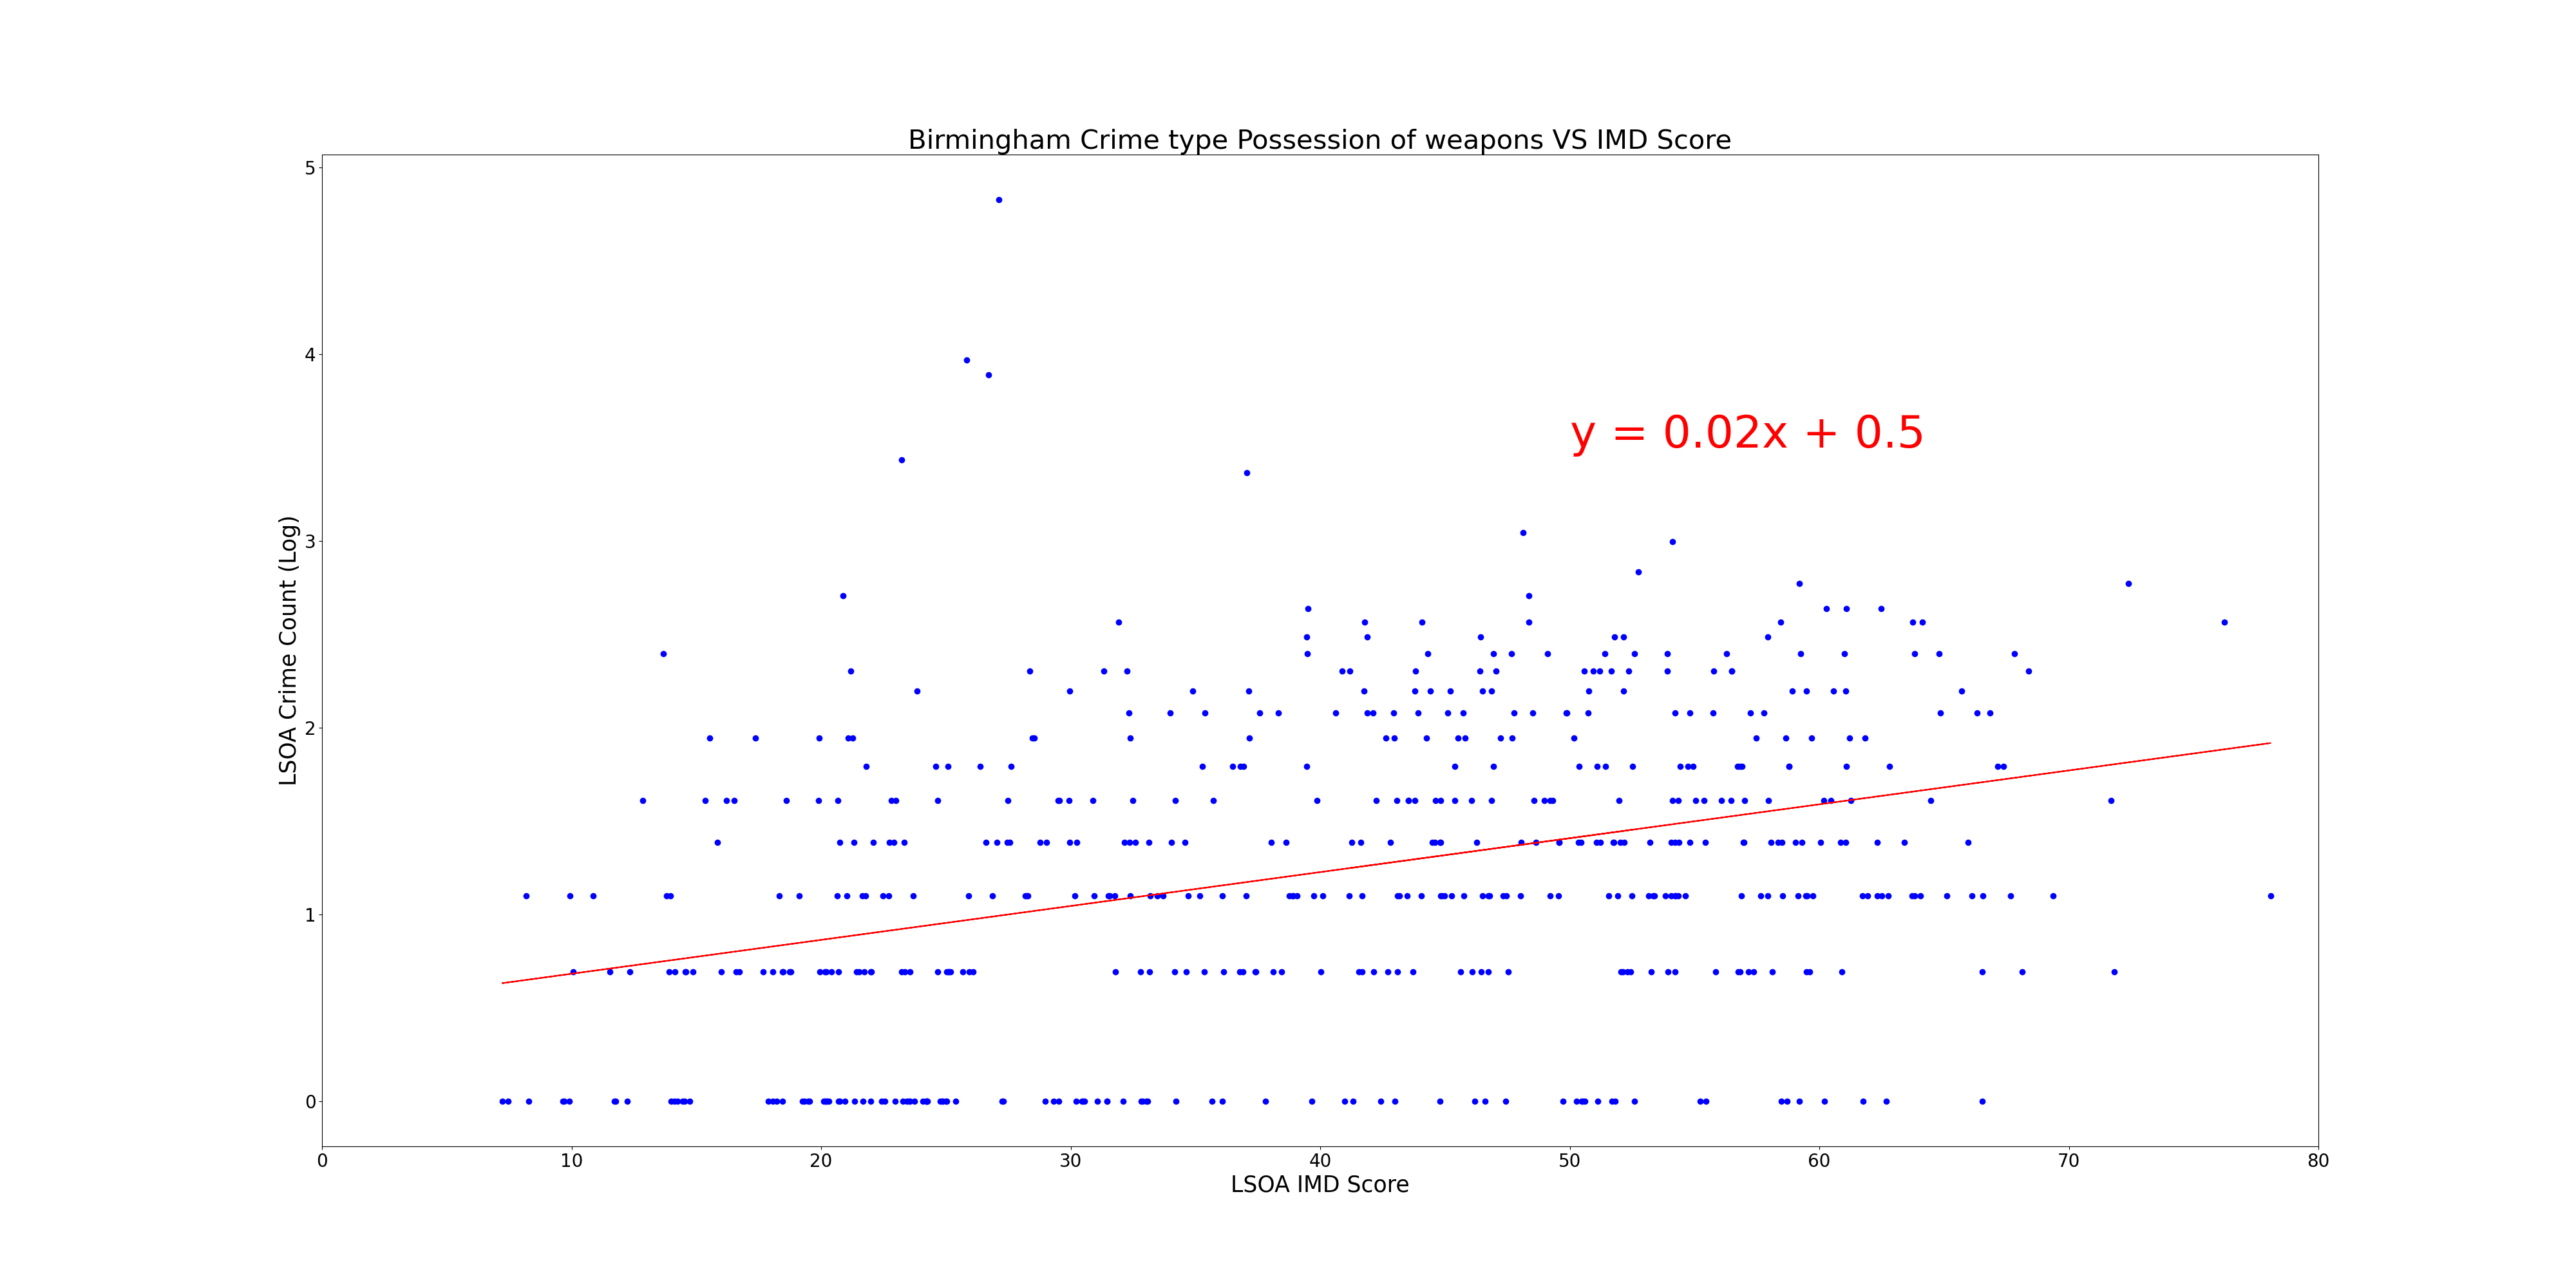 Birmingham Crime type Possession of weapons VS IMD Score
5
4
y = 0.02x + 0.5
LSOA Crime Count (Log)
3
2
1
0
0 10 20 30 40 50 60 70 80
LSOA IMD Score